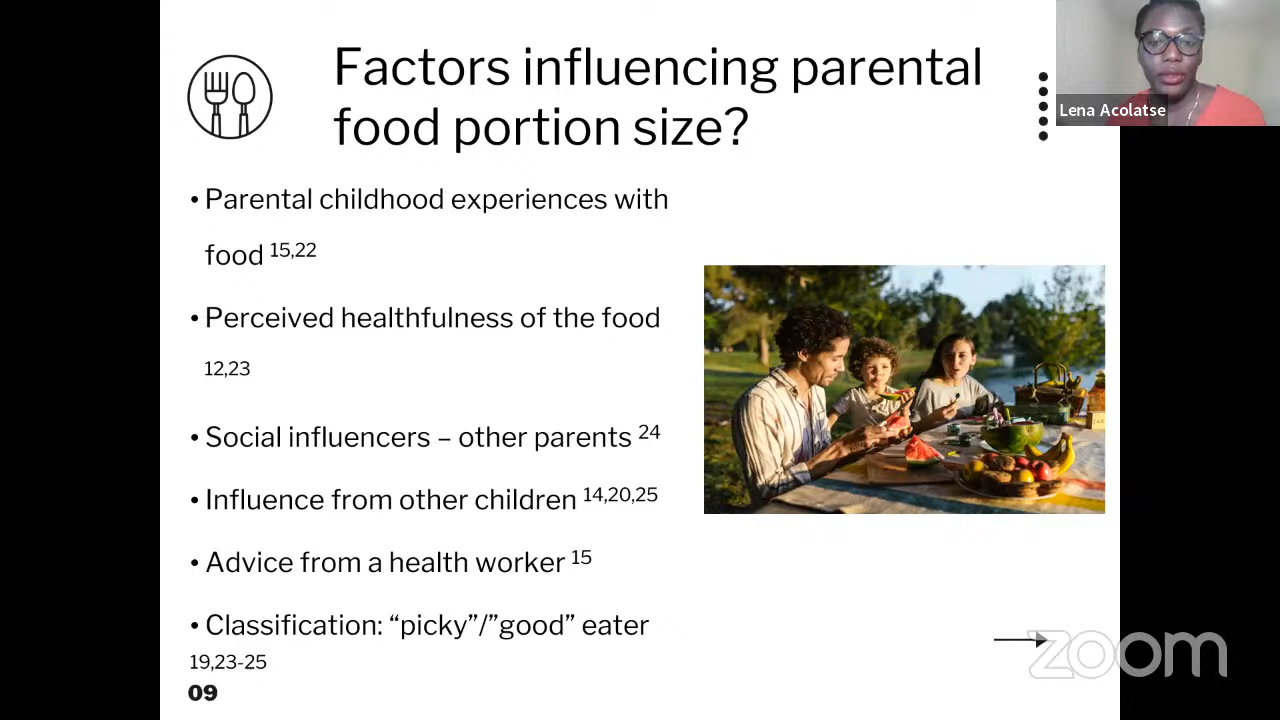 Factors influencing parental
food portion size?
Lena Acolatse
• Parental childhood experiences with
food 15,22
• Perceived healthfulness of the food
12,23
• Social influencers – other parents 24
• Influence from other children 14,20,25
• Advice from a health worker 15
• Classification: “picky”/”good” eater
19,23-25
09
zoom